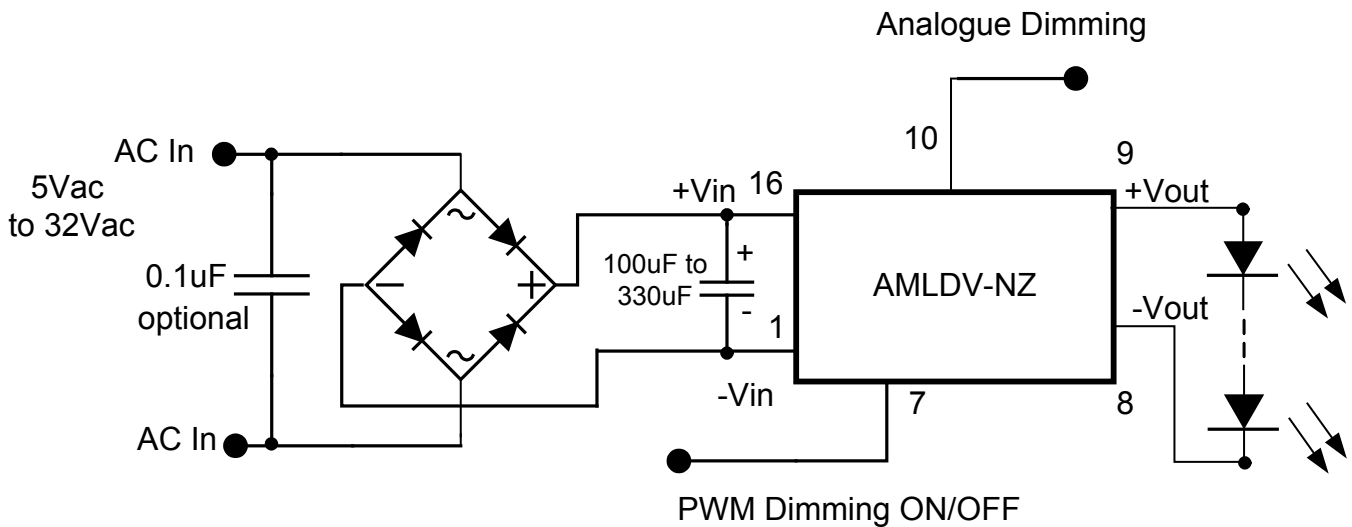 Analogue Dimming
10
9
AC In
5Vac
to 32Vac
+Vin
16
+Vout
~
0.1uF
optional
−
+
100uF to
330uF
+
-
AMLDV-NZ
-Vout
~
1
-Vin
7
8
AC In
PWM Dimming ON/OFF